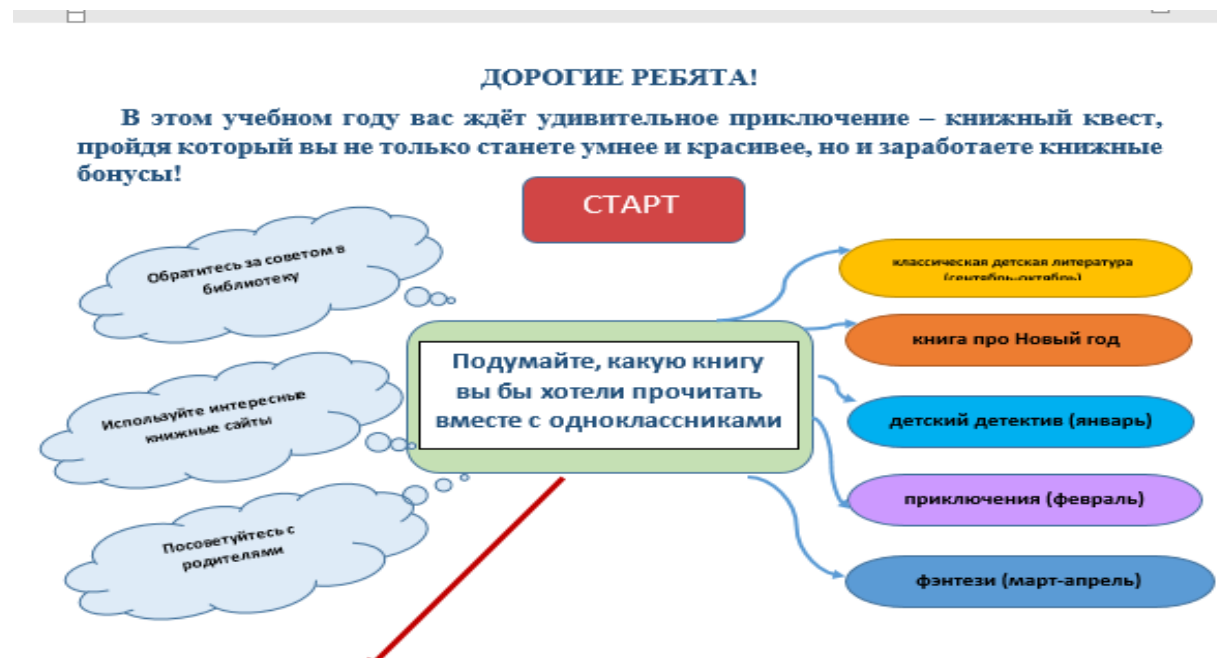 ДОРОГИЕ РЕБЯТА!
В этом учебном году вас ждёт удивительное приключение – книжный квест,
пройдя который вы не только станете умнее и красивее, но и заработаете книжные
бонусы!
СТАРТ
Обратитесь за советом в
библиотеку
Используйте интересные
книжные сайты
Посоветуйтесь с
родителями
Подумайте, какую книгу
вы бы хотели прочитать
вместе с одноклассниками
классическая детская литература
(сентябрь-октябрь)
книга про Новый год
детский детектив (январь)
приключения (февраль)
фэнтези (март-апрель)